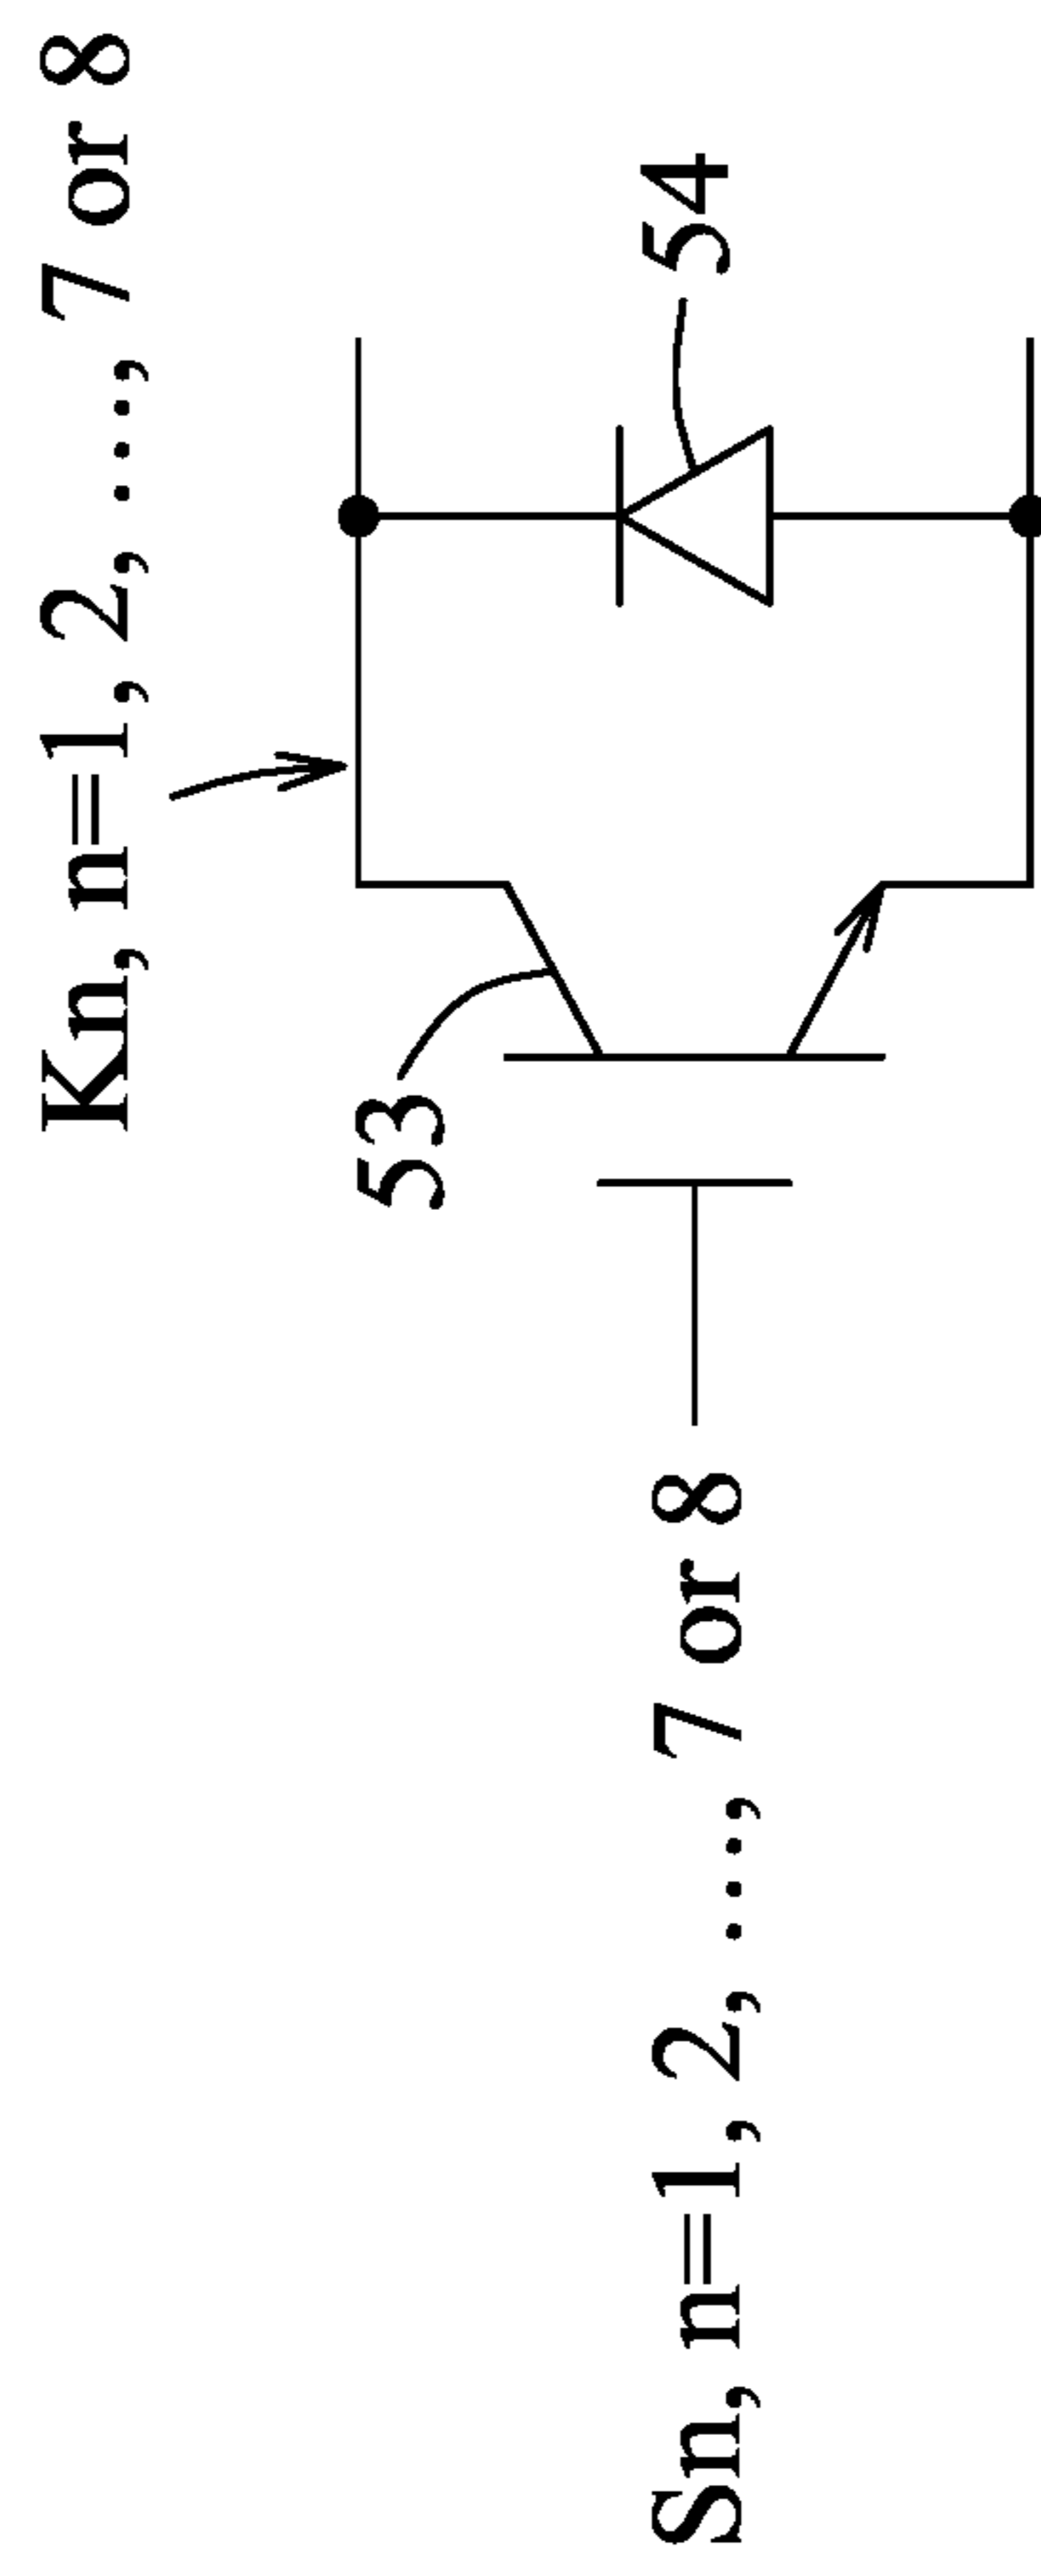 Kn, n=1, 2, ..., 7 or 8
53
54
Sn, n=1, 2, ..., 7 or 8